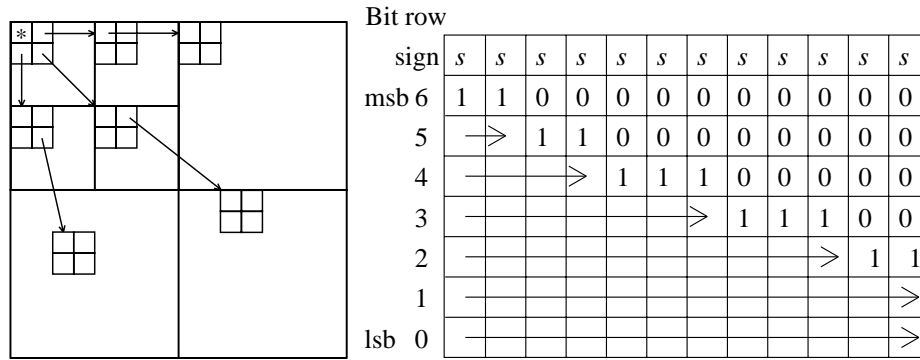 *
Bit row
sign s s s s s s s s s s s s
msb 6 1 1 0 0 0 0 0 0 0 0 0 0
5 1 1 0 0 0 0 0 0 0 0
4 1 1 1 0 0 0 0 0
3 1 1 1 0 0
2 1 1
1
lsb 0